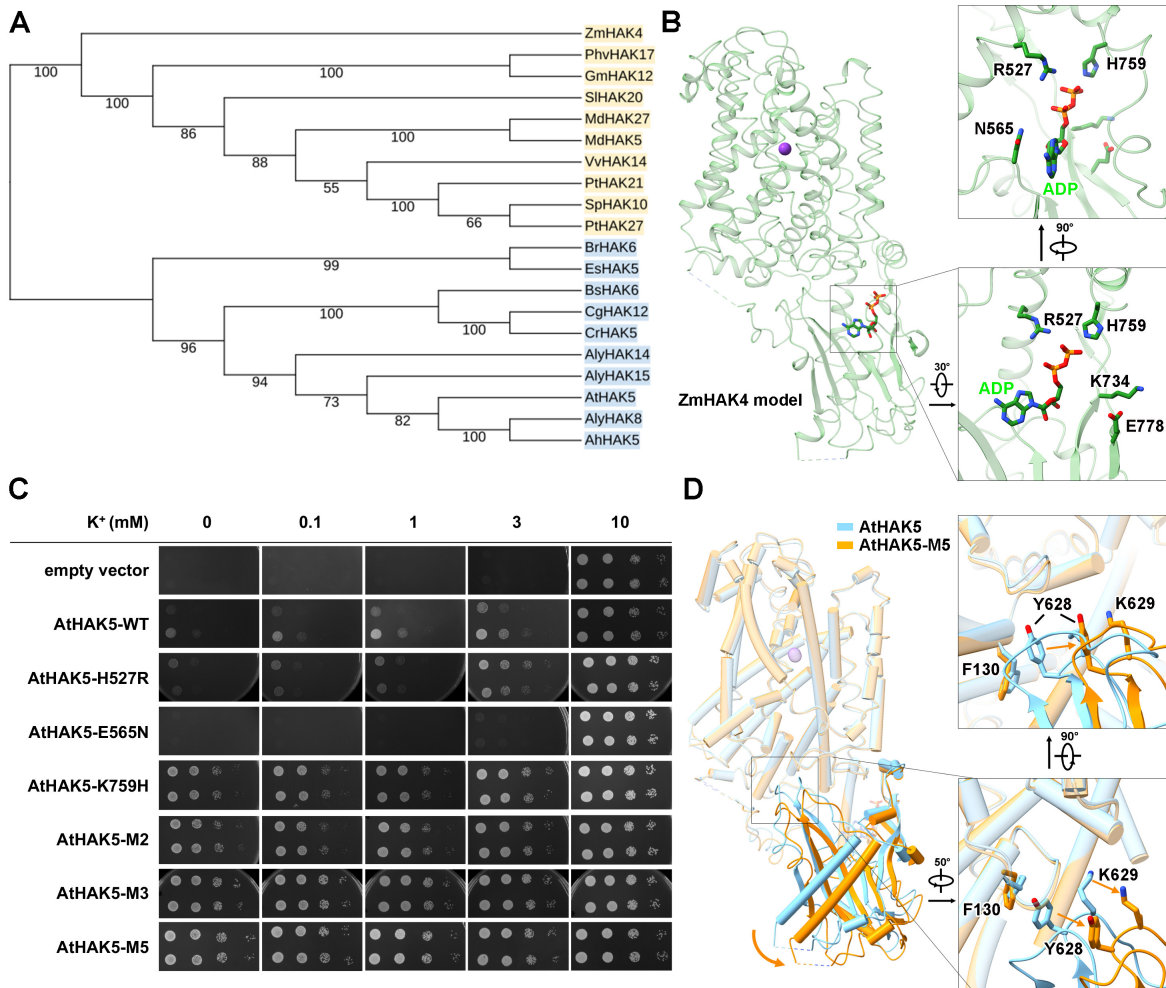 A
ZmHAK4
PhvHAK17
GmHAK12
SlHAK20
MdHAK27
MdHAK5
VvHAK14
PtHAK21
SpHAK10
PtHAK27
BrHAK6
EsHAK5
BsHAK6
CgHAK12
CrHAK5
AlyHAK14
AlyHAK15
AtHAK5
AlyHAK8
AhHAK5
100
100
100
86
100
88
55
100
66
99
100
100
96
94
73
82
100
B
R527
H759
N565
ADP
90°
R527
H759
ADP
K734
E778
30°
ZmHAK4 model
C
K⁺ (mM) 0 0.1 1 3 10
empty vector
AtHAK5-WT
AtHAK5-H527R
AtHAK5-E565N
AtHAK5-K759H
AtHAK5-M2
AtHAK5-M3
AtHAK5-M5
D
AtHAK5
AtHAK5-M5
Y628 K629
F130
90°
50°
K629
F130
Y628